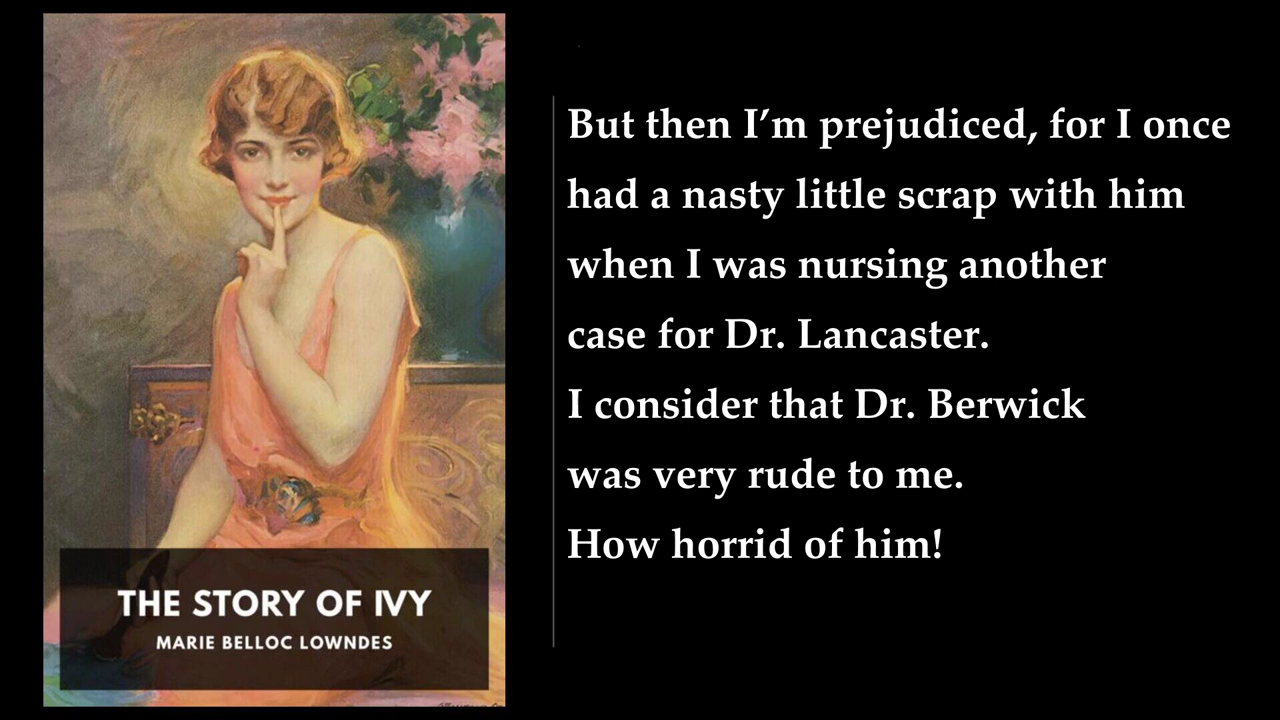 But then I’m prejudiced, for I once
had a nasty little scrap with him
when I was nursing another
case for Dr. Lancaster.
I consider that Dr. Berwick
was very rude to me.
How horrid of him!
THE STORY OF IVY
MARIE BELLOC LOWNDES